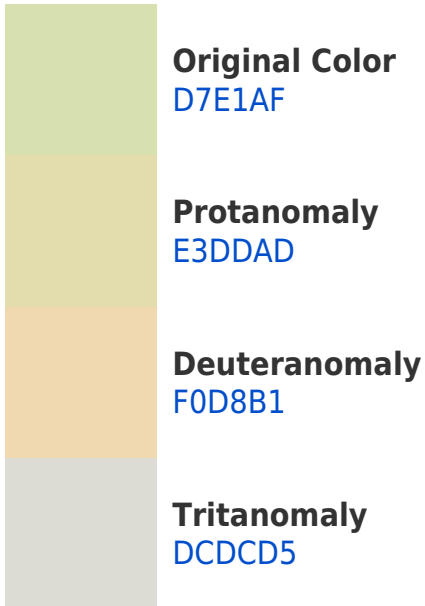 Original Color
D7E1AF
Protanomaly
E3DDAD
Deuteranomaly
F0D8B1
Tritanomaly
DCDCD5